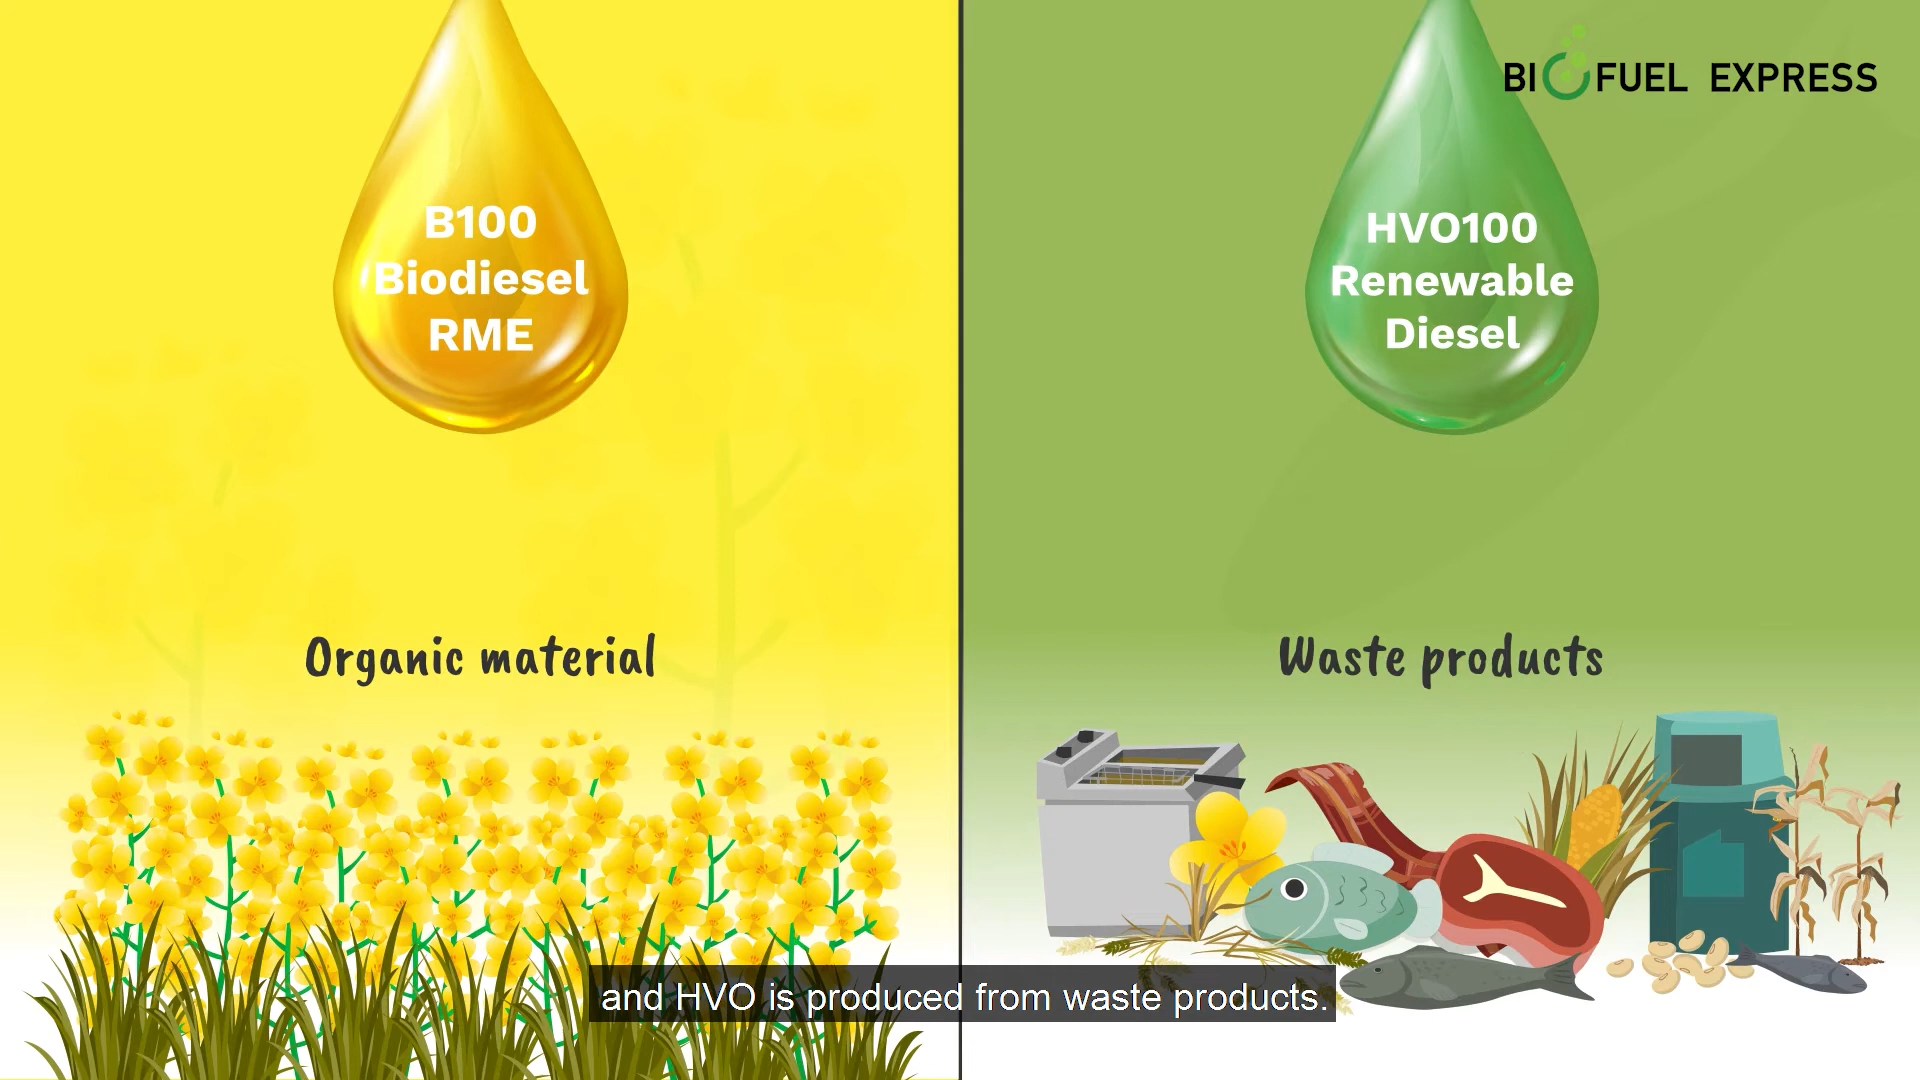 B100
Biodiesel
RME
Organic material
BIOFUEL EXPRESS
HVO100
Renewable
Diesel
Waste products
and HVO is produced from waste products.